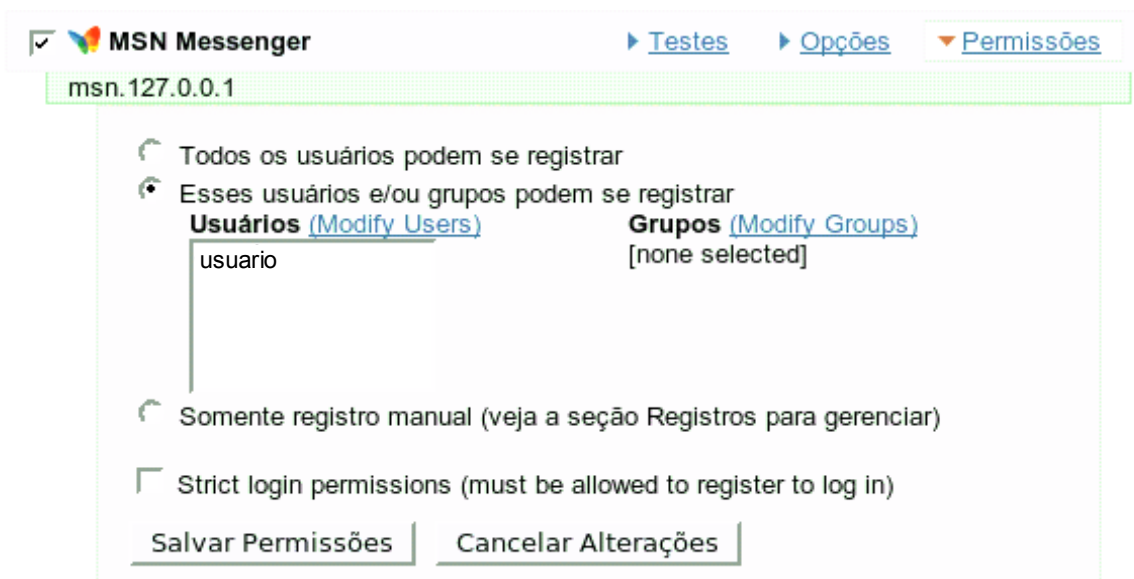 MSN Messenger Testes Opções Permissões
msn.127.0.0.1
Todos os usuários podem se registrar
Esses usuários e/ou grupos podem se registrar
Usuários (Modify Users) Grupos (Modify Groups)
usuario [none selected]
Somente registro manual (veja a seção Registros para gerenciar)
Strict login permissions (must be allowed to register to log in)
Salvar Permissões Cancelar Alterações